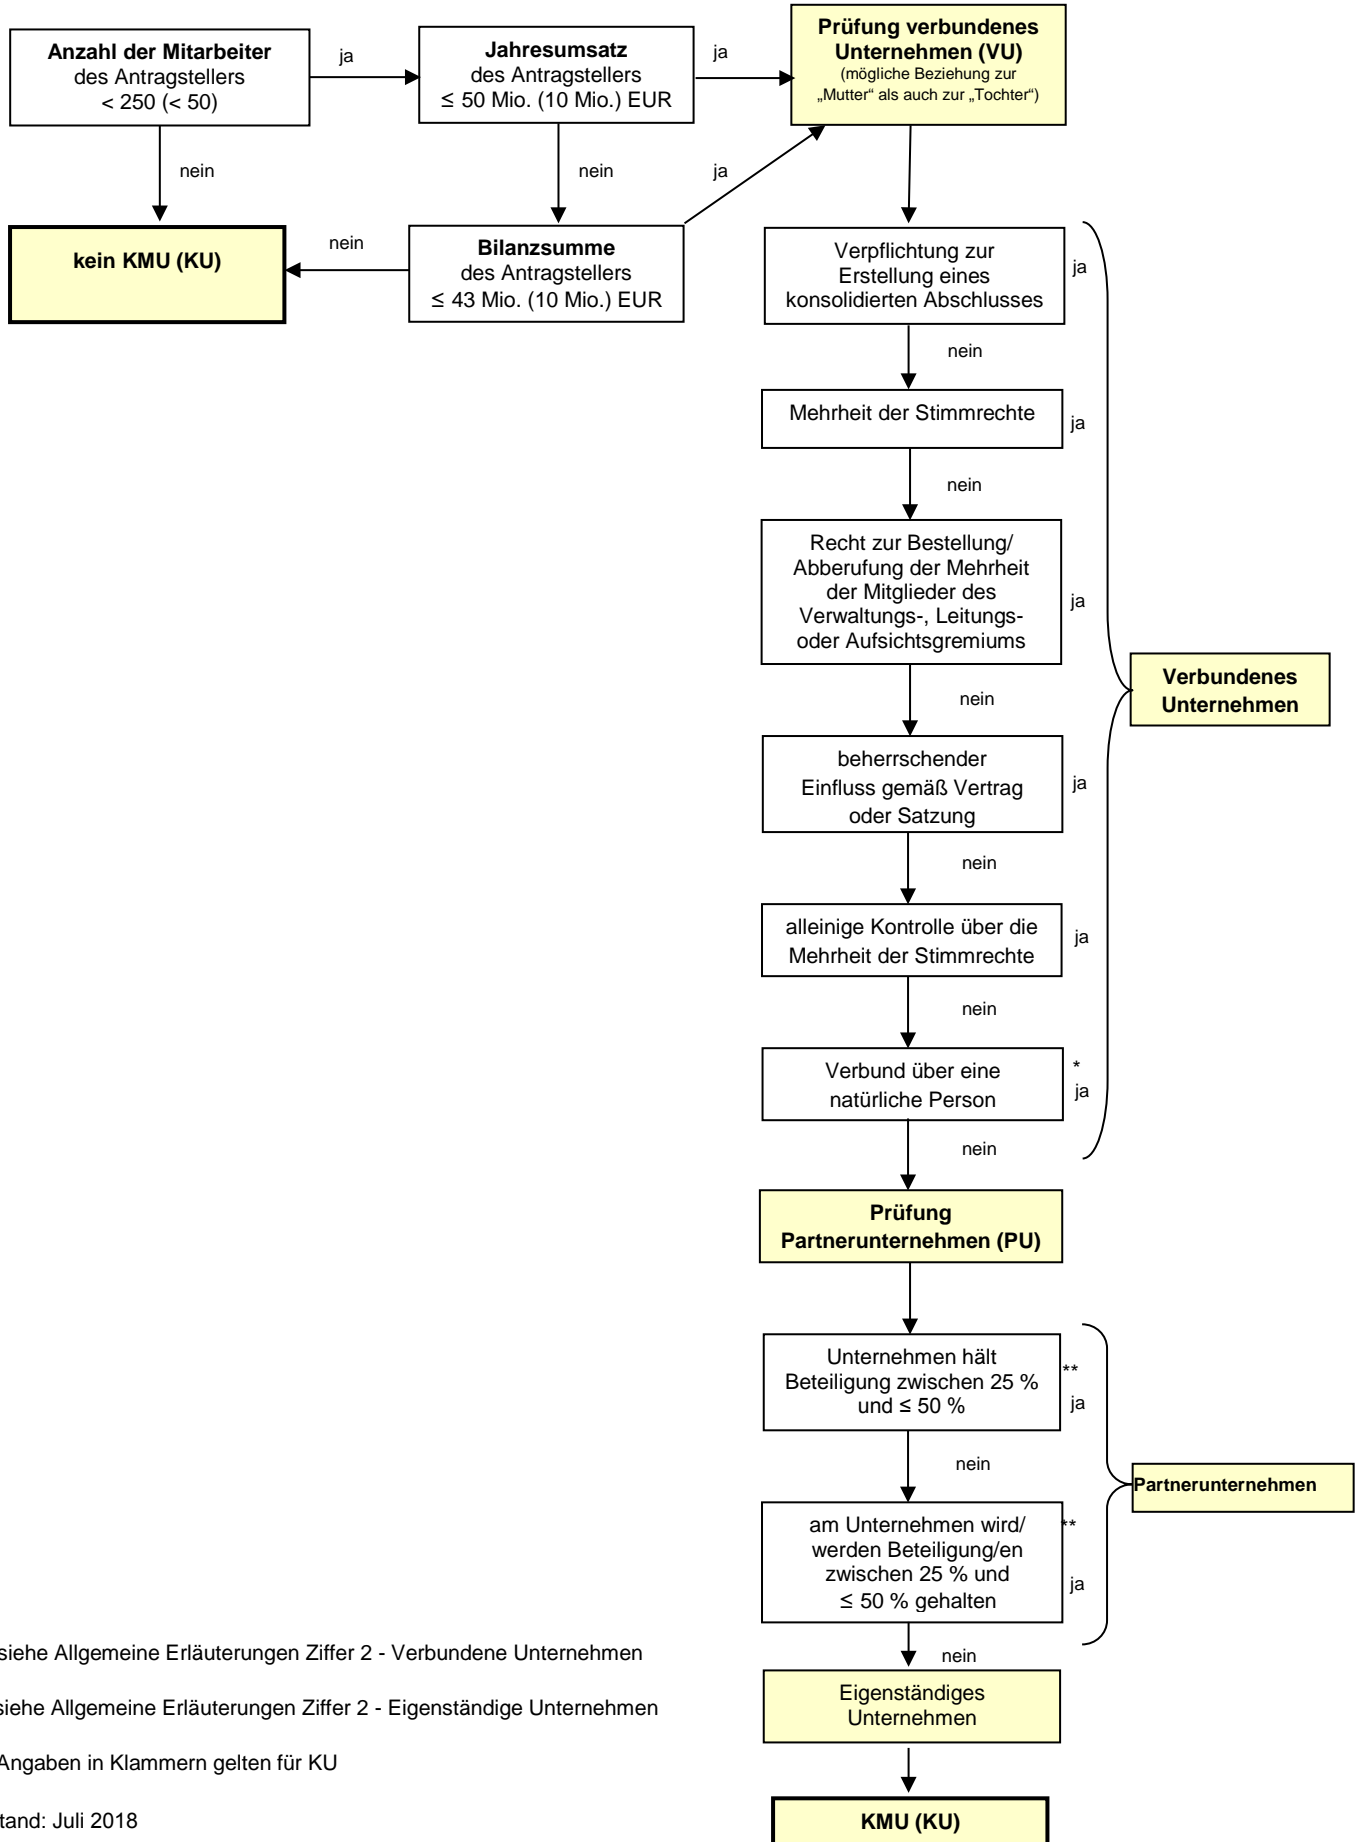 Anzahl der Mitarbeiter
des Antragstellers
< 250 (< 50)
ja
Jahresumsatz
des Antragstellers
≤ 50 Mio. (10 Mio.) EUR
ja
Prüfung verbundenes
Unternehmen (VU)
(mögliche Beziehung zur
„Mutter“ als auch zur „Tochter“)
nein
nein
ja
kein KMU (KU)
nein
Bilanzsumme
des Antragstellers
≤ 43 Mio. (10 Mio.) EUR
Verpflichtung zur
Erstellung eines
konsolidierten Abschlusses
ja
nein
Mehrheit der Stimmrechte
ja
nein
Recht zur Bestellung/
Abberufung der Mehrheit
der Mitglieder des
Verwaltungs-, Leitungs-
oder Aufsichtsgremiums
ja
nein
Verbundenes
Unternehmen
beherrschender
Einfluss gemäß Vertrag
oder Satzung
ja
nein
alleinige Kontrolle über die
Mehrheit der Stimmrechte
ja
nein
Verbund über eine
natürliche Person
*
ja
nein
Prüfung
Partnerunternehmen (PU)
Unternehmen hält
Beteiligung zwischen 25 %
und ≤ 50 %
**
ja
nein
Partnerunternehmen
am Unternehmen wird/
werden Beteiligung/en
zwischen 25 % und
≤ 50 % gehalten
**
ja
nein
siehe Allgemeine Erläuterungen Ziffer 2 - Verbundene Unternehmen
siehe Allgemeine Erläuterungen Ziffer 2 - Eigenständige Unternehmen
Angaben in Klammern gelten für KU
tand: Juli 2018
Eigenständiges
Unternehmen
KMU (KU)